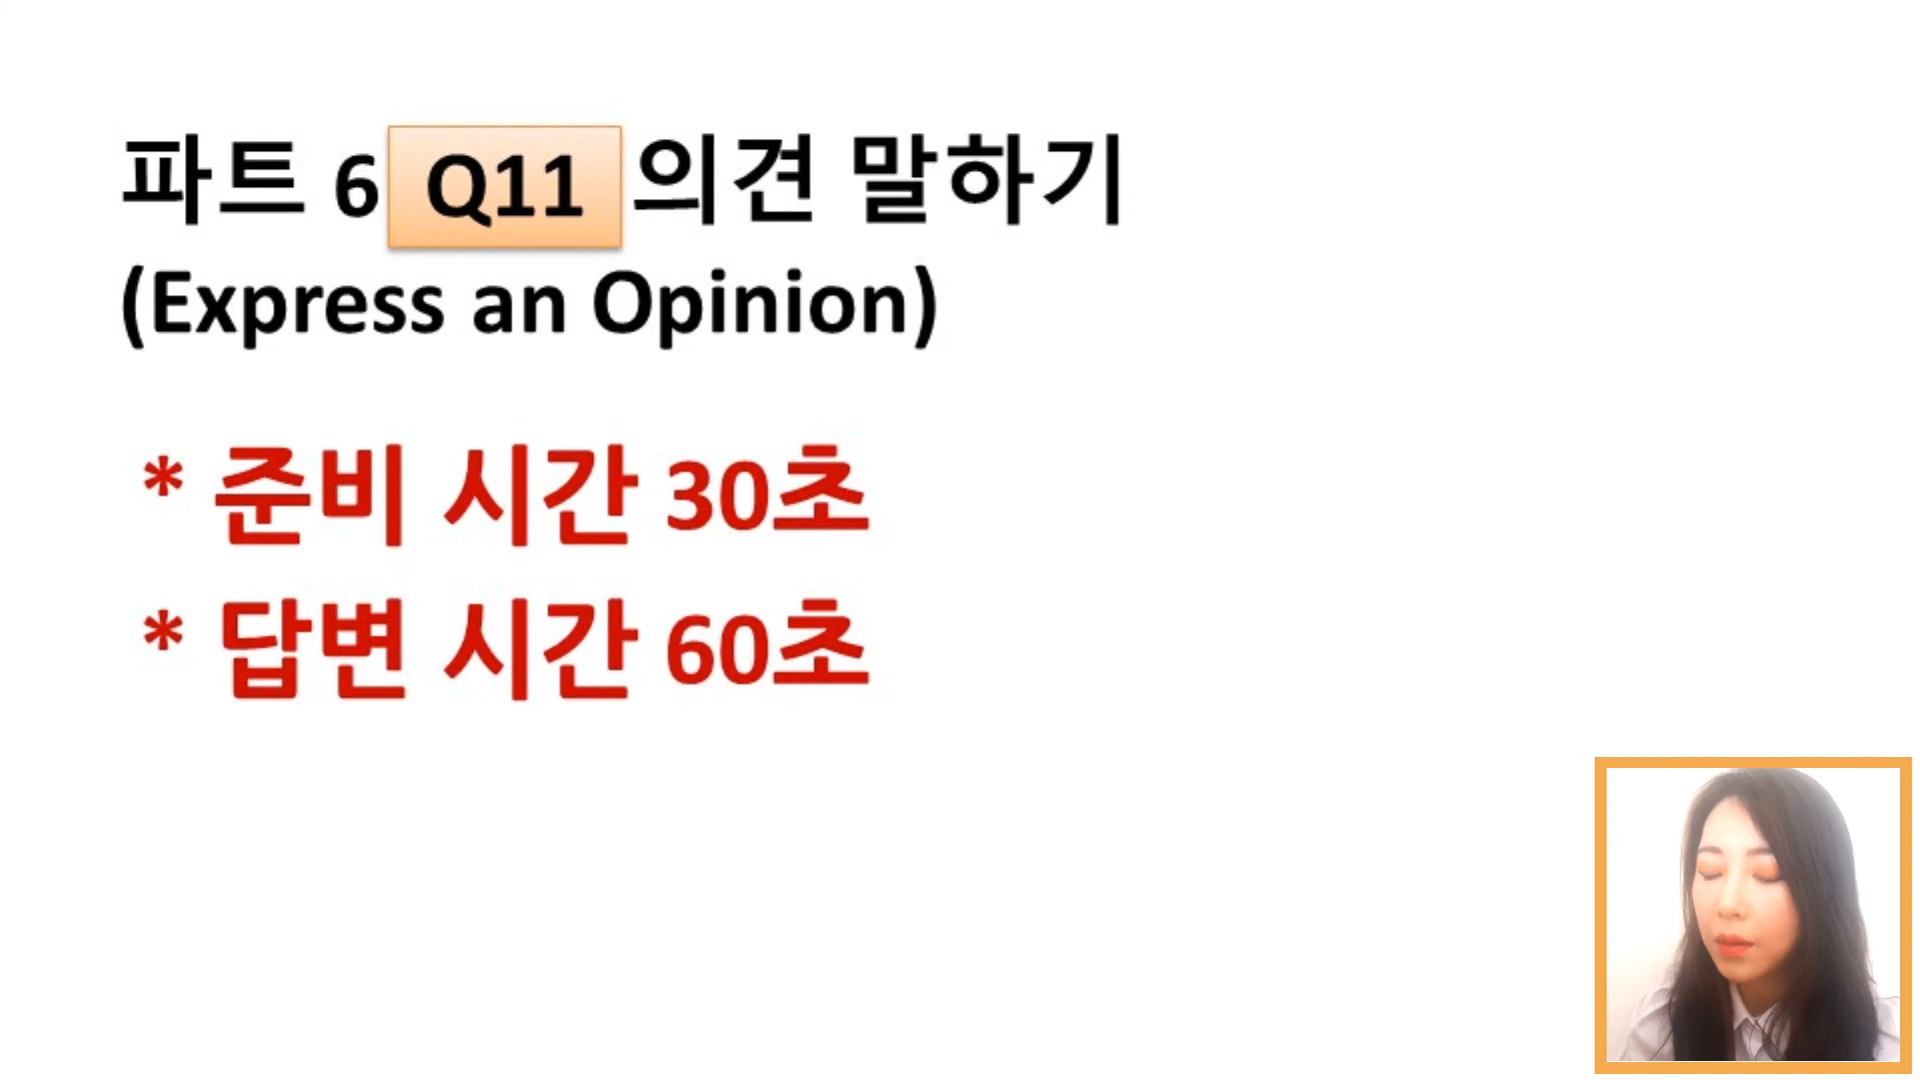 파트 6 Q11 의견 말하기
(Express an Opinion)
* 준비 시간 30초
* 답변 시간 60초